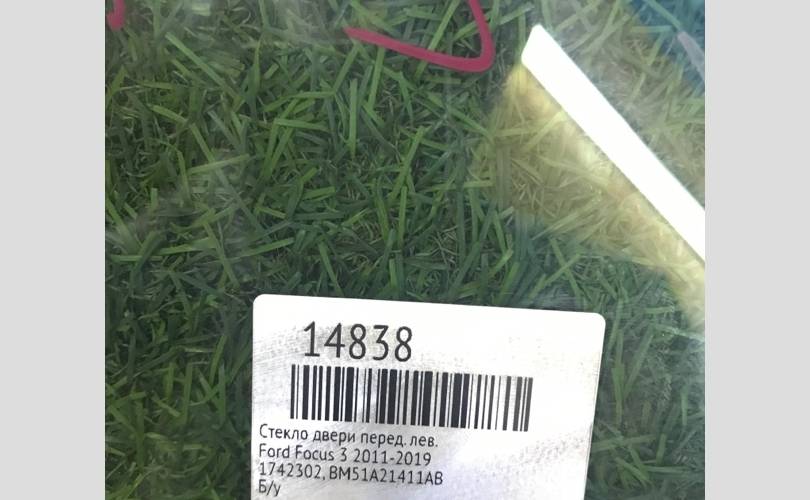 14838
Стекло двери перед. лев.
Ford Focus 3 2011-2019
1742302, BM51A21411AB
Б/у